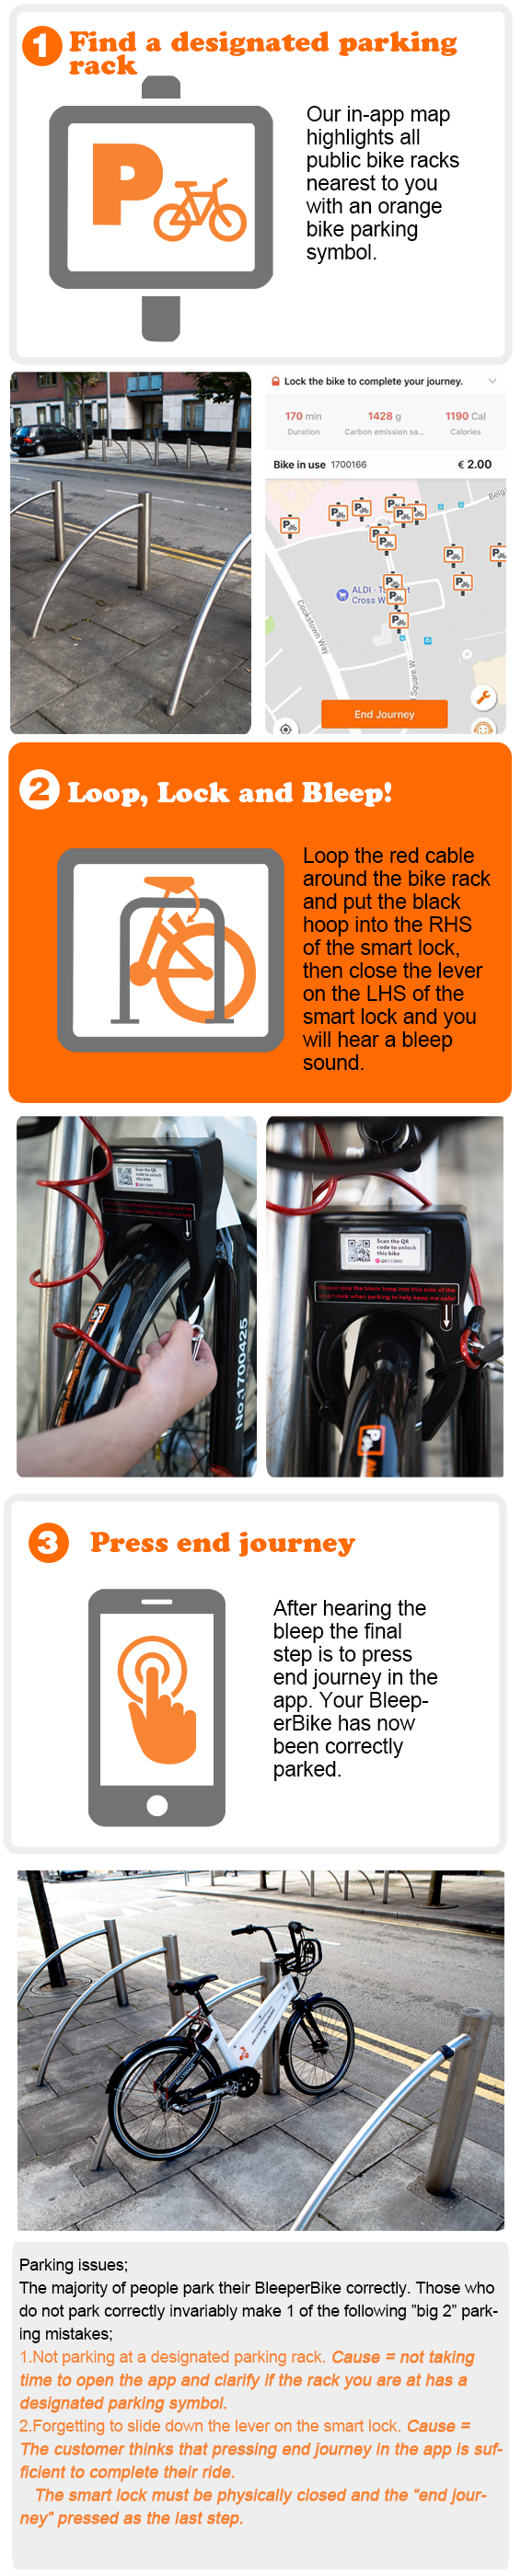 1 Find a designated parking
rack
P
Our in-app map
highlights all
public bike racks
nearest to you
with an orange
bike parking
symbol.
Lock the bike to complete your journey.
170 min 1428 g 1190 Cal
Duration Carbon emission sa... Calories
Bike in use 1700166 € 2.00
Belg
P
P
P
P
P
P
P
P
P
P
P
P
P
P
ALDI - T
Cross W
Cookstown Way
Square W
End Journey
2 Loop, Lock and Bleep!
Loop the red cable
around the bike rack
and put the black
hoop into the RHS
of the smart lock,
then close the lever
on the LHS of the
smart lock and you
will hear a bleep
sound.
Scan the QR
code to unlock
this bike
No.1700425
Scan the QR
code to unlock
this bike
Please loop the black hoop into this side of the
smart lock when parking to help keep me safe!
3 Press end journey
After hearing the
bleep the final
step is to press
end journey in the
app. Your Bleep-
erBike has now
been correctly
parked.
Parking issues;
The majority of people park their BleeperBike correctly. Those who
do not park correctly invariably make 1 of the following ”big 2” park-
ing mistakes;
1.Not parking at a designated parking rack. Cause = not taking
time to open the app and clarify if the rack you are at has a
designated parking symbol.
2.Forgetting to slide down the lever on the smart lock. Cause =
The customer thinks that pressing end journey in the app is suf-
ficient to complete their ride.
The smart lock must be physically closed and the “end jour-
ney” pressed as the last step.